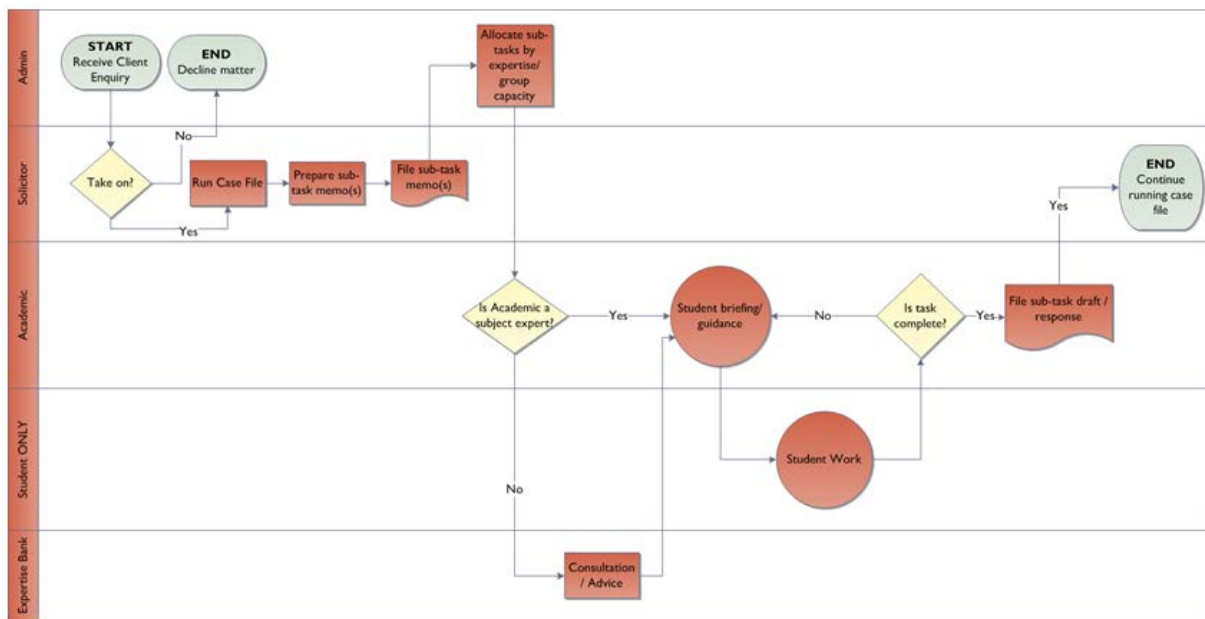 Admin
START
Receive Client
Enquiry
END
Decline matter
Allocate sub-
tasks by
expertise/
group
capacity
No
Solicitor
Take on?
Run Case File
Prepare sub-
task memo(s)
File sub-task
memo(s)
Yes
END
Continue
running case
file
Yes
Academic
Is Academic a
subject expert?
Yes
Student briefing/
guidance
No
Is task
complete?
Yes
File sub-task draft /
response
Student ONLY
Student Work
No
Expertise Bank
Consultation
/ Advice